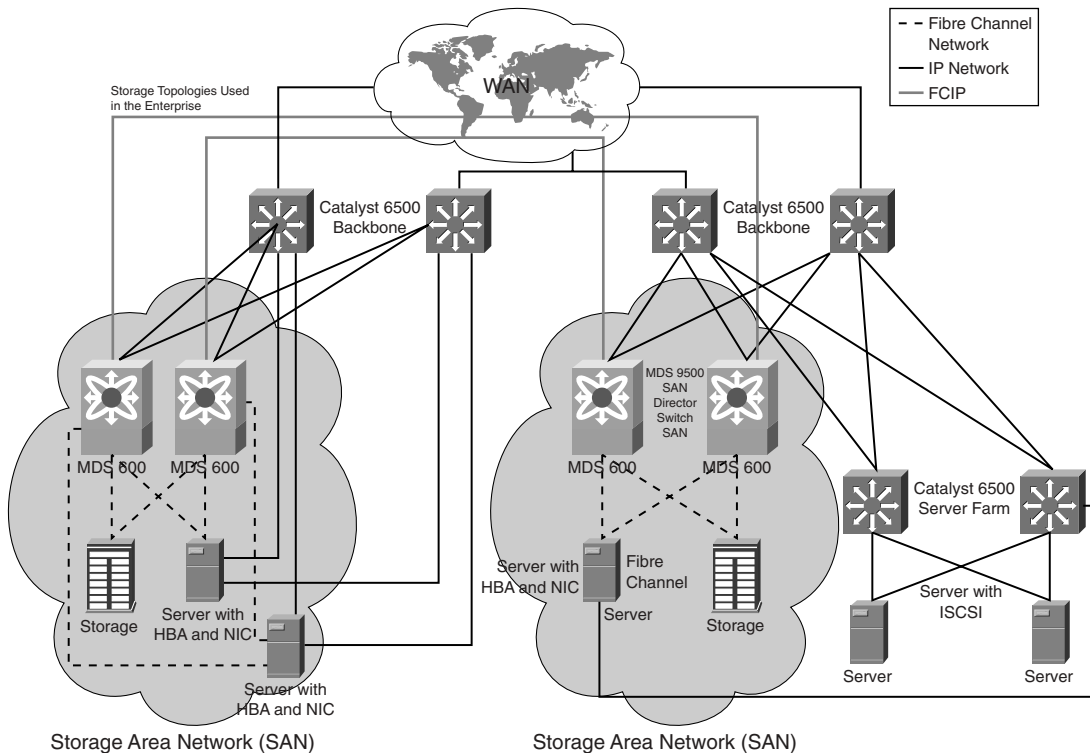 Fibre Channel
Network
IP Network
FCIP
WAN
Storage Topologies Used
in the Enterprise
Catalyst 6500
Backbone
Catalyst 6500
Backbone
MDS 9500
SAN
Director
Switch
SAN
MDS 600
MDS 600
MDS 600
MDS 600
Catalyst 6500
Server Farm
Storage
Server with
HBA and NIC
Server with
HBA and NIC
Server with
HBA and NIC
Fibre
Channel
Server
Storage
Server with
ISCSI
Server
Server
Storage Area Network (SAN)
Storage Area Network (SAN)